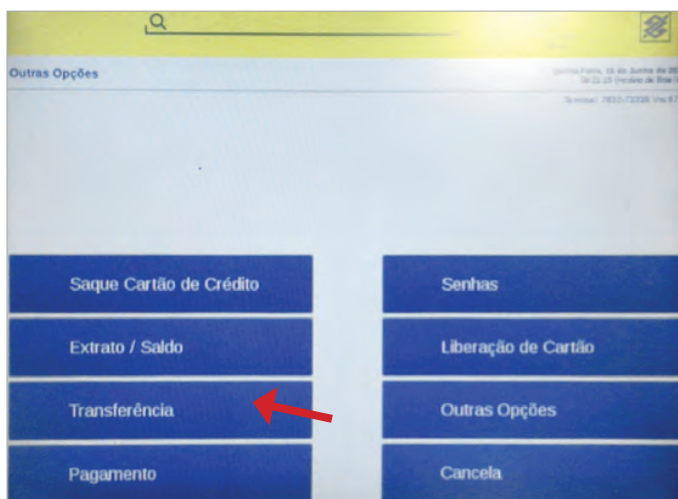 Outras Opções
Saque Cartão de Crédito
Senhas
Extrato / Saldo
Liberação de Cartão
Transferência
Outras Opções
Pagamento
Cancela